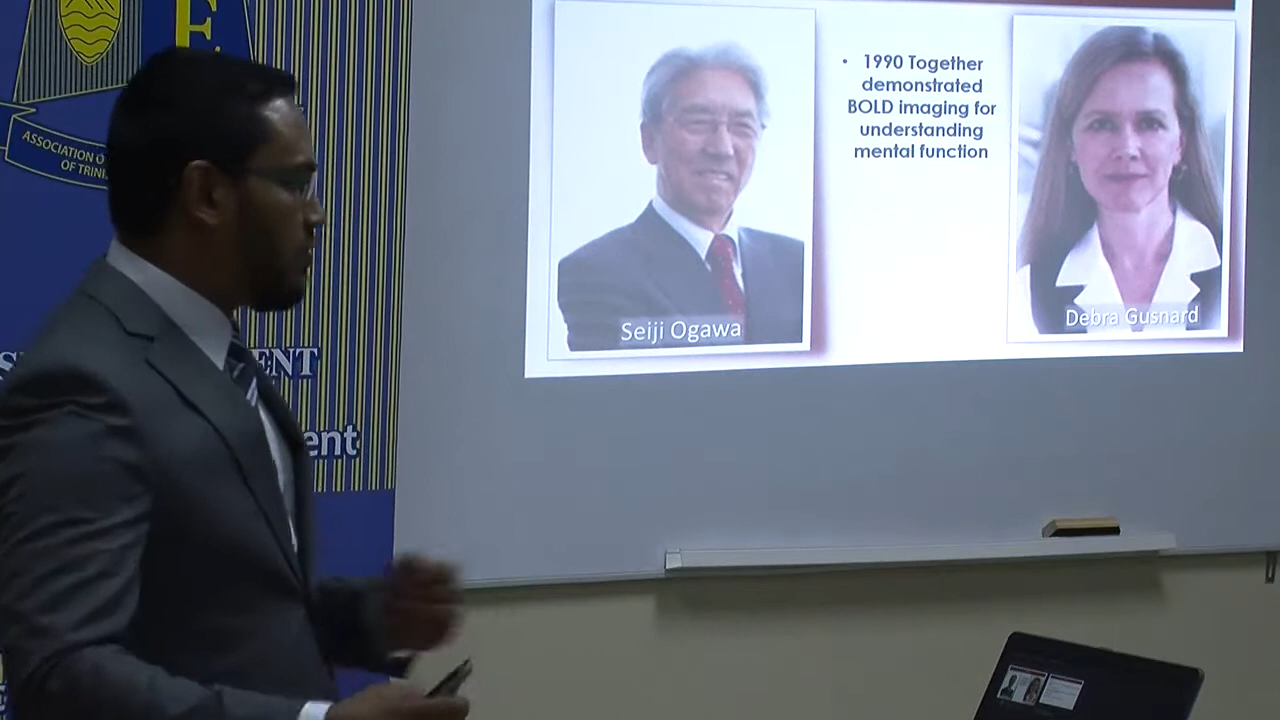 E
ASSOCIATION O
OF TRINI
ENT
ent
• 1990 Together
demonstrated
BOLD imaging for
understanding
mental function
Seiji Ogawa
Debra Gusnard